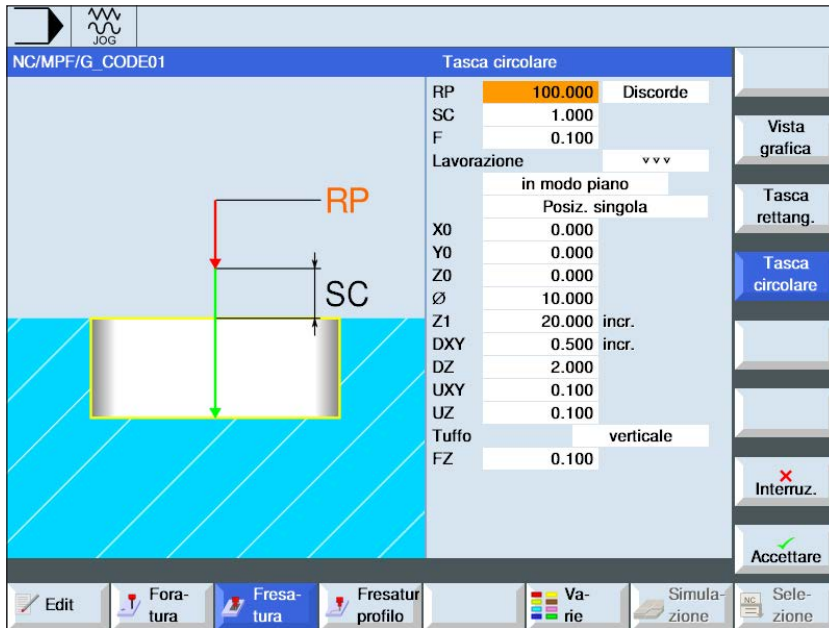 JOG
NC/MPF/G_CODE01
Tasca circolare
RP 100.000 Discorde
SC 1.000
F 0.100
Lavorazione ▿▿▿
in modo piano
Posiz. singola
X0 0.000
Y0 0.000
Z0 0.000
Ø 10.000
Z1 20.000 incr.
DXY 0.500 incr.
DZ 2.000
UXY 0.100
UZ 0.100
Tuffo verticale
FZ 0.100
RP
SC
Vista
grafica
Tasca
rettang.
Tasca
circolare
Interruz.
Accettare
Edit
Fora-
tura
Fresa-
tura
Fresatur
profilo
Va-
rie
Simula-
zione
NC
Sele-
zione